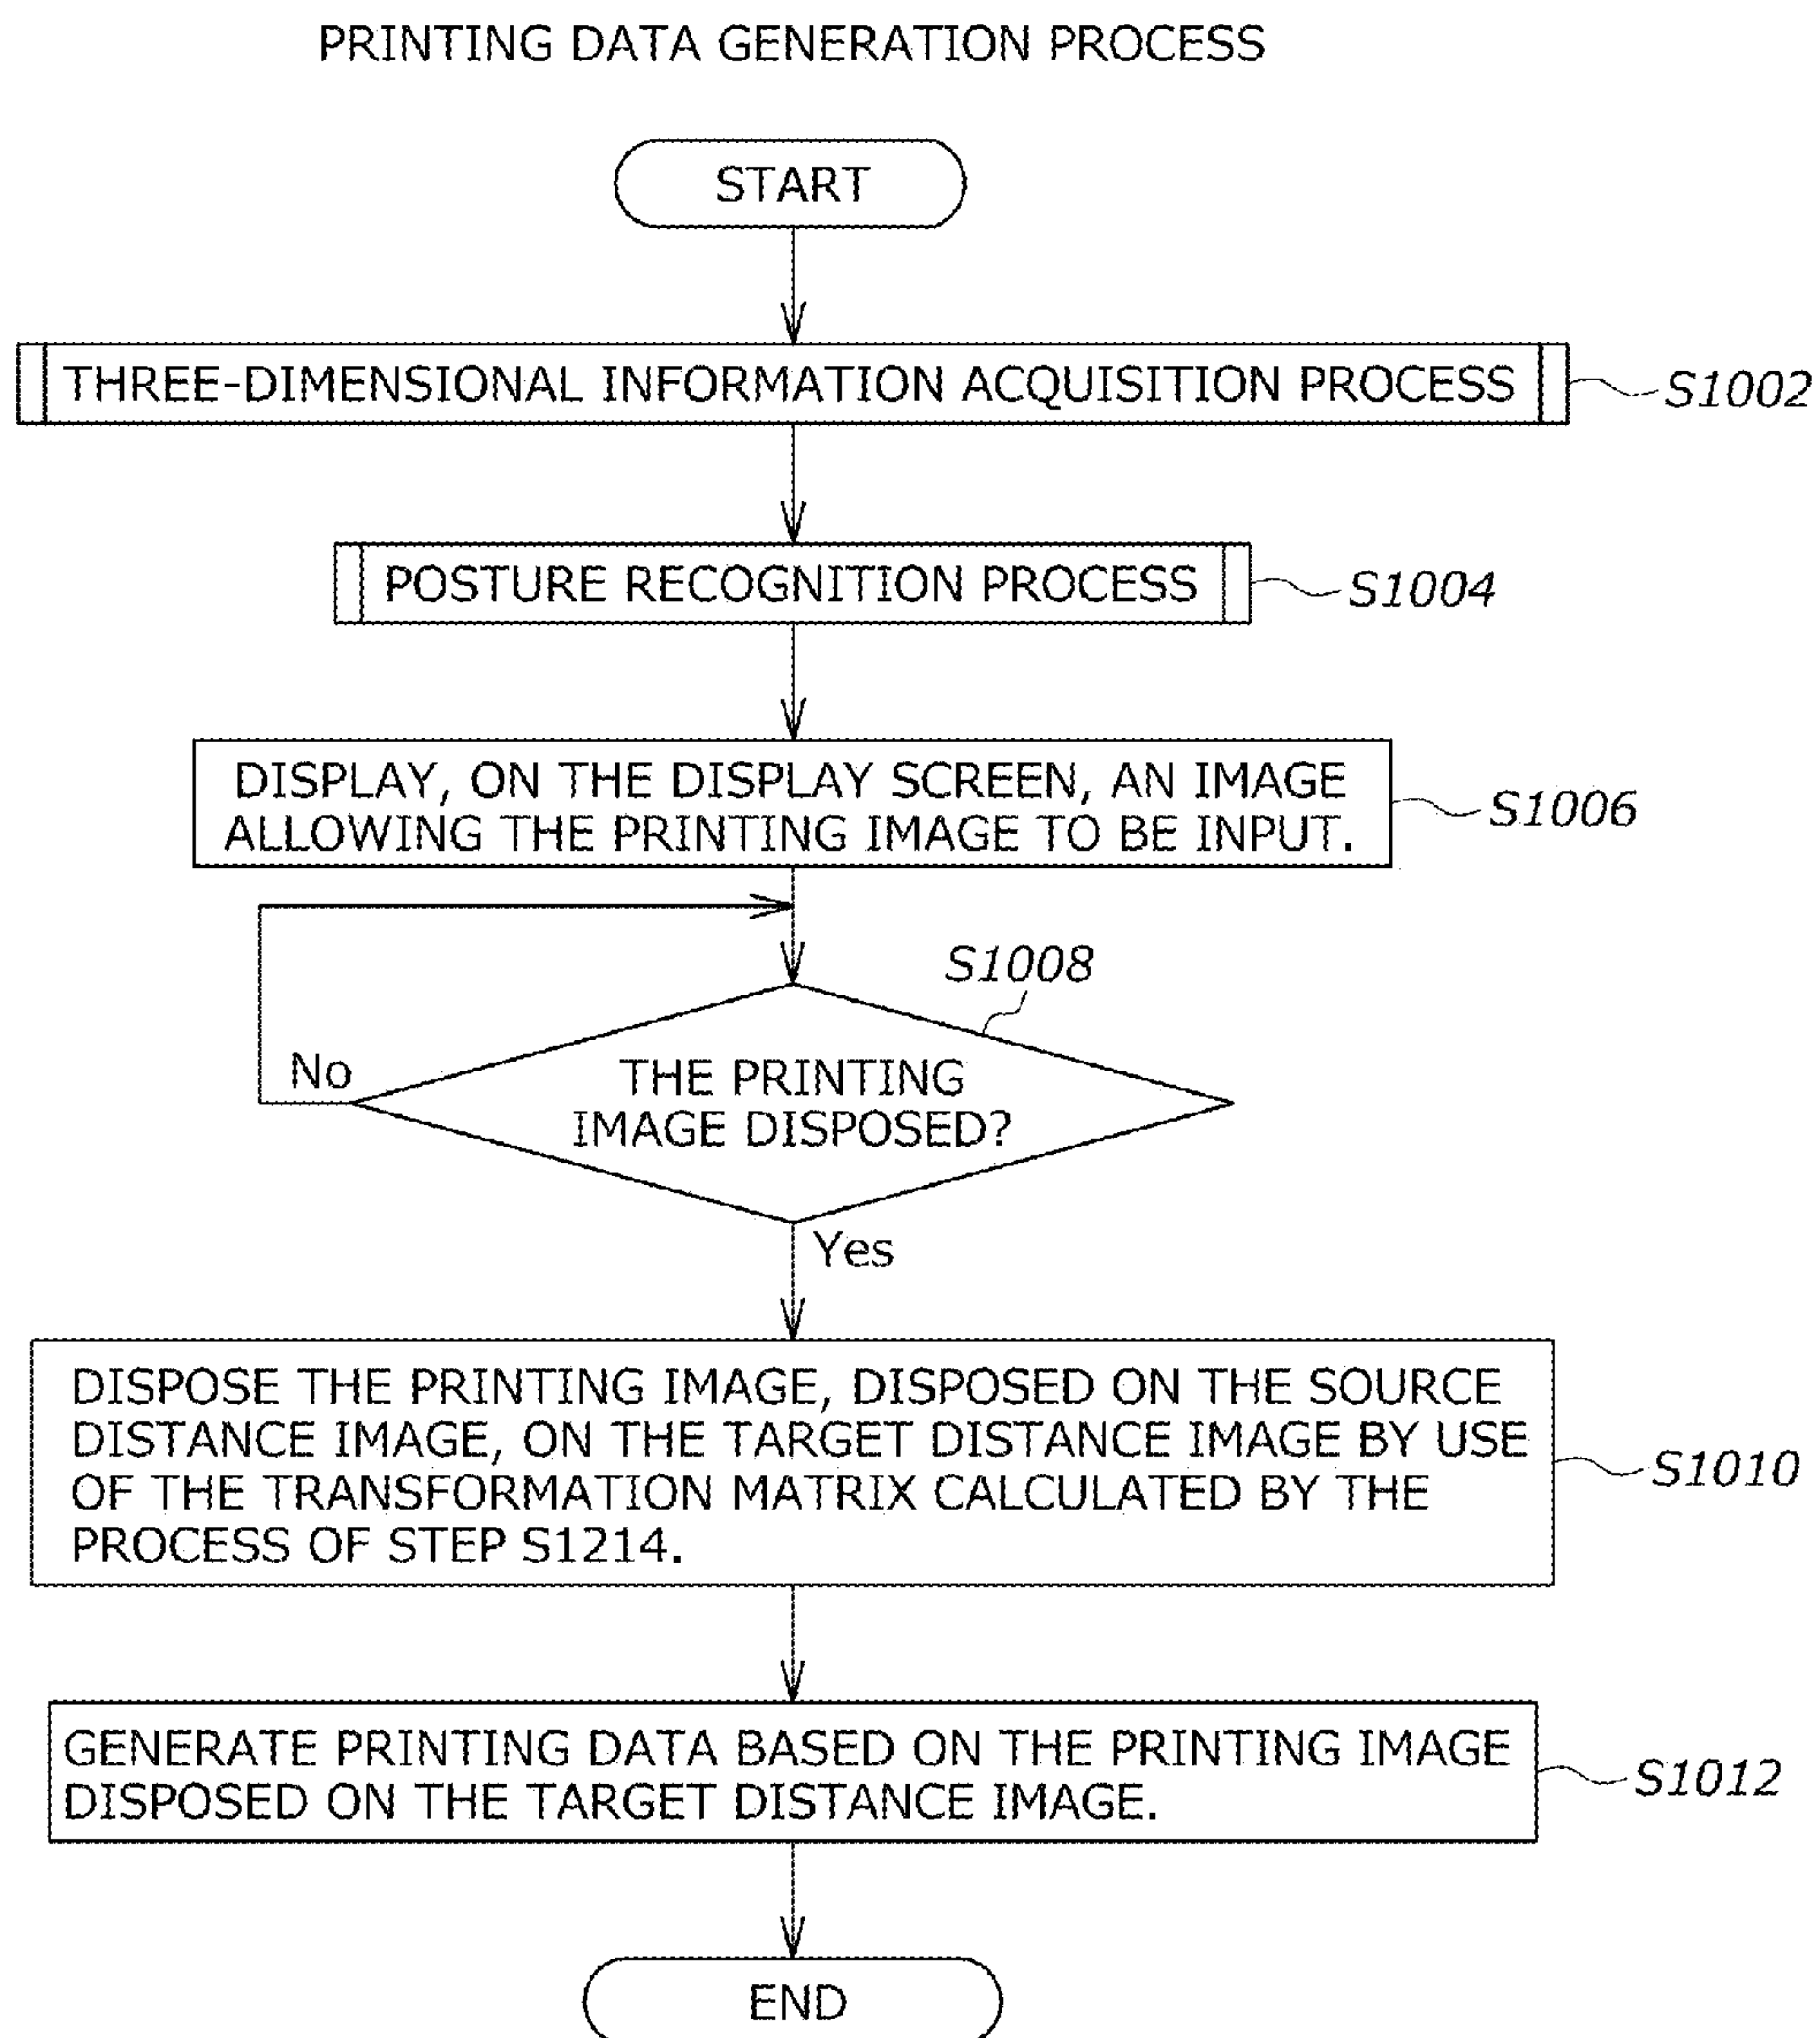 PRINTING DATA GENERATION PROCESS
START
THREE-DIMENSIONAL INFORMATION ACQUISITION PROCESS
S1002
POSTURE RECOGNITION PROCESS
S1004
DISPLAY, ON THE DISPLAY SCREEN, AN IMAGE
ALLOWING THE PRINTING IMAGE TO BE INPUT.
S1006
S1008
No
THE PRINTING
IMAGE DISPOSED?
Yes
DISPOSE THE PRINTING IMAGE, DISPOSED ON THE SOURCE
DISTANCE IMAGE, ON THE TARGET DISTANCE IMAGE BY USE
OF THE TRANSFORMATION MATRIX CALCULATED BY THE
PROCESS OF STEP S1214.
S1010
GENERATE PRINTING DATA BASED ON THE PRINTING IMAGE
DISPOSED ON THE TARGET DISTANCE IMAGE.
S1012
END